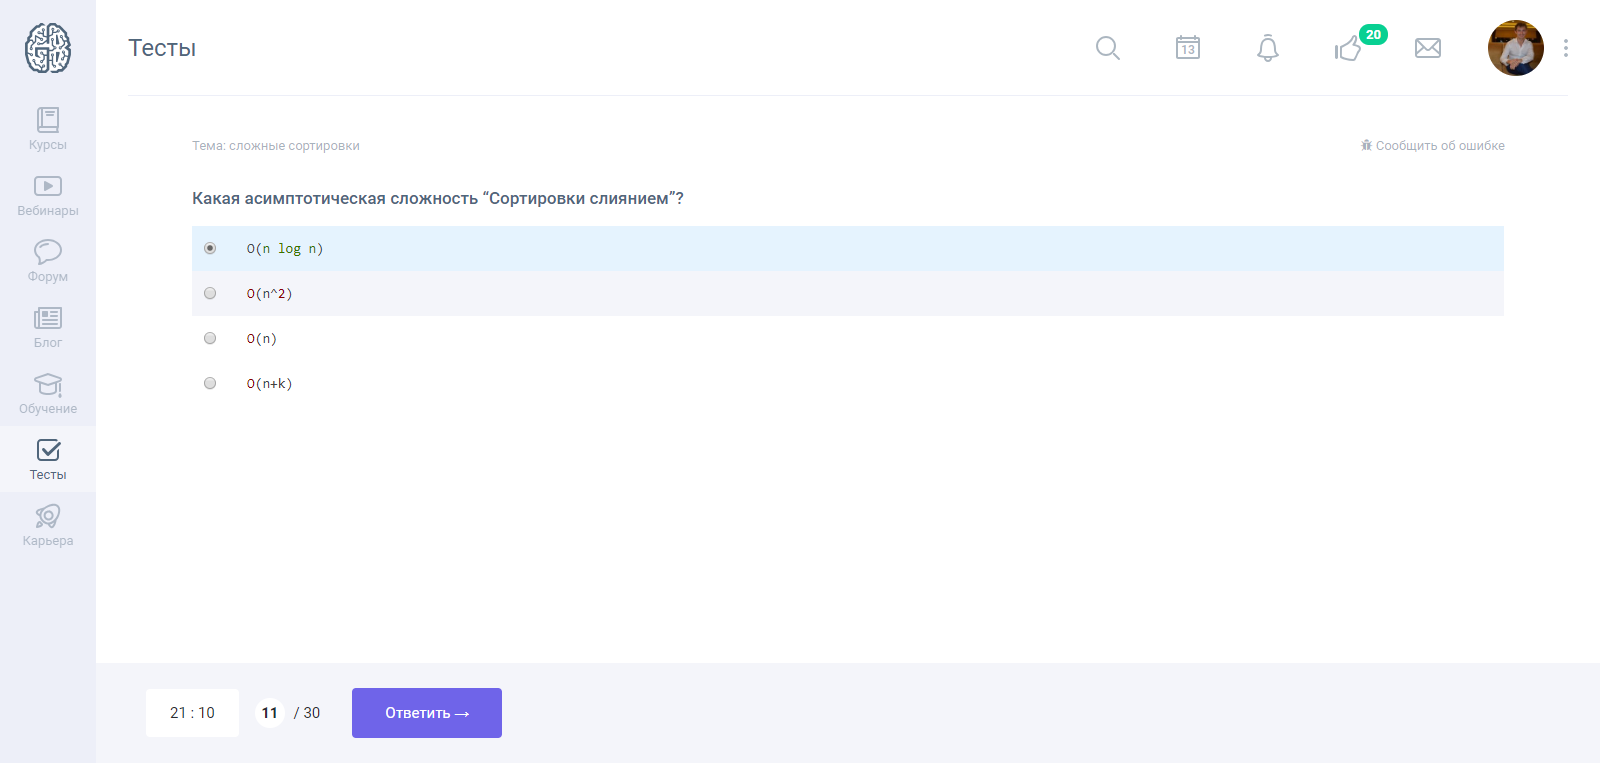 Тесты
13
20
Курсы
Вебинары
Форум
Блог
Обучение
Тесты
Карьера
Тема: сложные сортировки
Сообщить об ошибке
Какая асимптотическая сложность “Сортировки слиянием”?
O(n log n)
O(n^2)
O(n)
O(n+k)
21 : 10
11 / 30
Ответить →